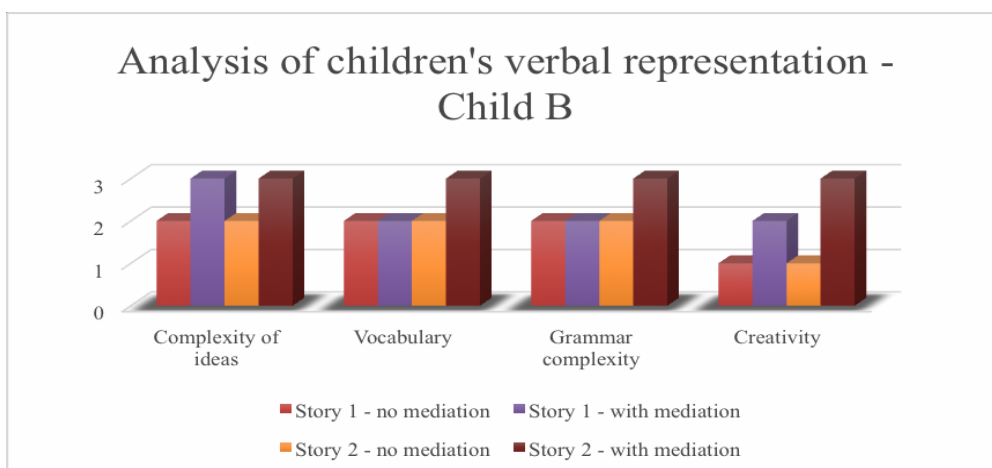 Analysis of children's verbal representation -
Child B
3
2
1
0
Complexity of
ideas
Vocabulary
Grammar
complexity
Creativity
Story 1 - no mediation
Story 1 - with mediation
Story 2 - no mediation
Story 2 - with mediation